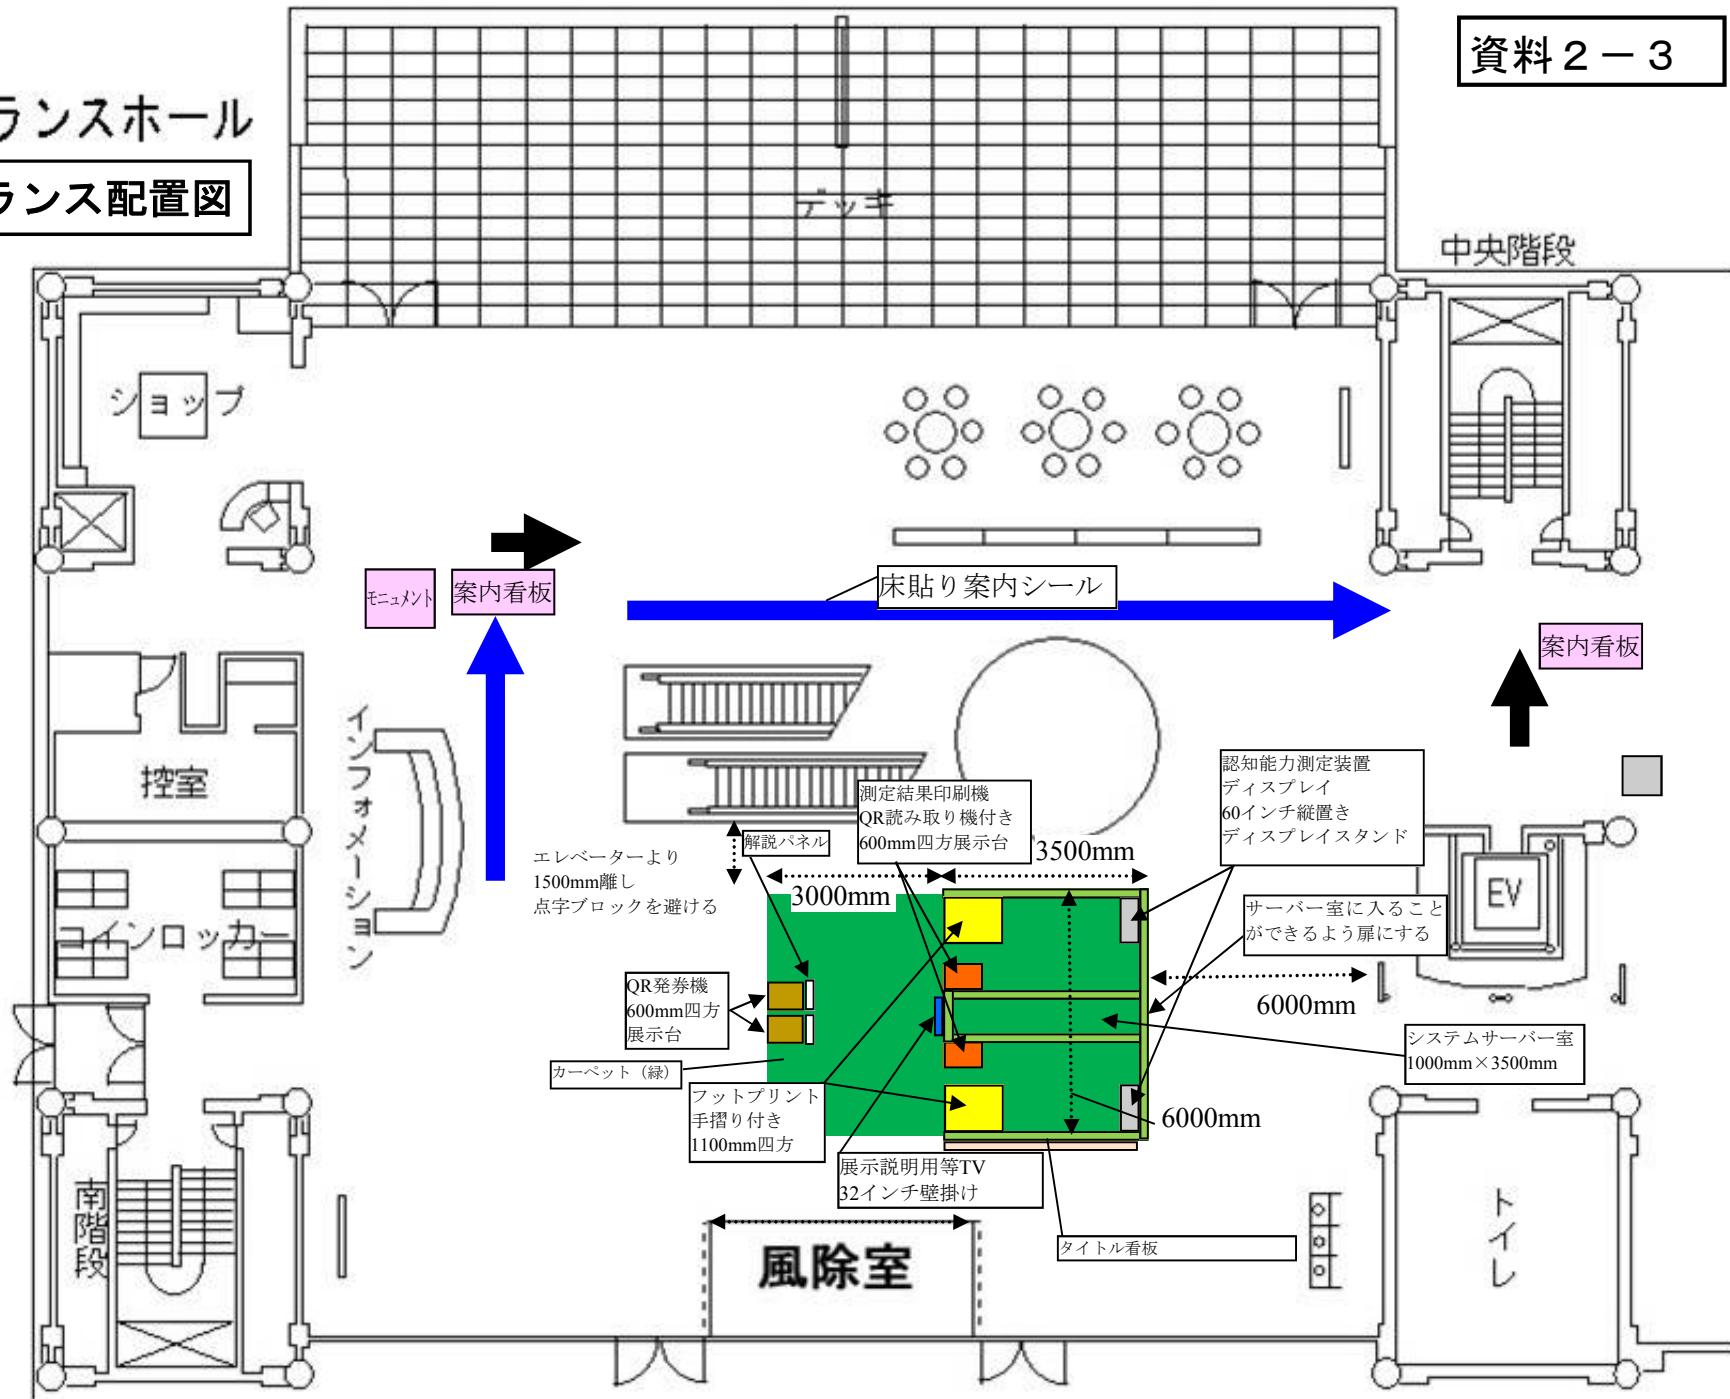 資料２－３
ランスホール
ランス配置図
デッキ
中央階段
ショップ
床貼り案内シール
モニュメント
案内看板
案内看板
控室
インフォメーション
コインロッカー
エレベーターより
1500mm離し
点字ブロックを避ける
解説パネル
測定結果印刷機
QR読み取り機付き
600mm四方展示台
認知能力測定装置
ディスプレイ
60インチ縦置き
ディスプレイスタンド
3500mm
3000mm
EV
サーバー室に入ること
ができるよう扉にする
6000mm
QR発券機
600mm四方
展示台
システムサーバー室
1000mm×3500mm
カーペット（緑）
フットプリント
手摺り付き
1100mm四方
6000mm
展示説明用等TV
32インチ壁掛け
タイトル看板
南階段
風除室
トイレ